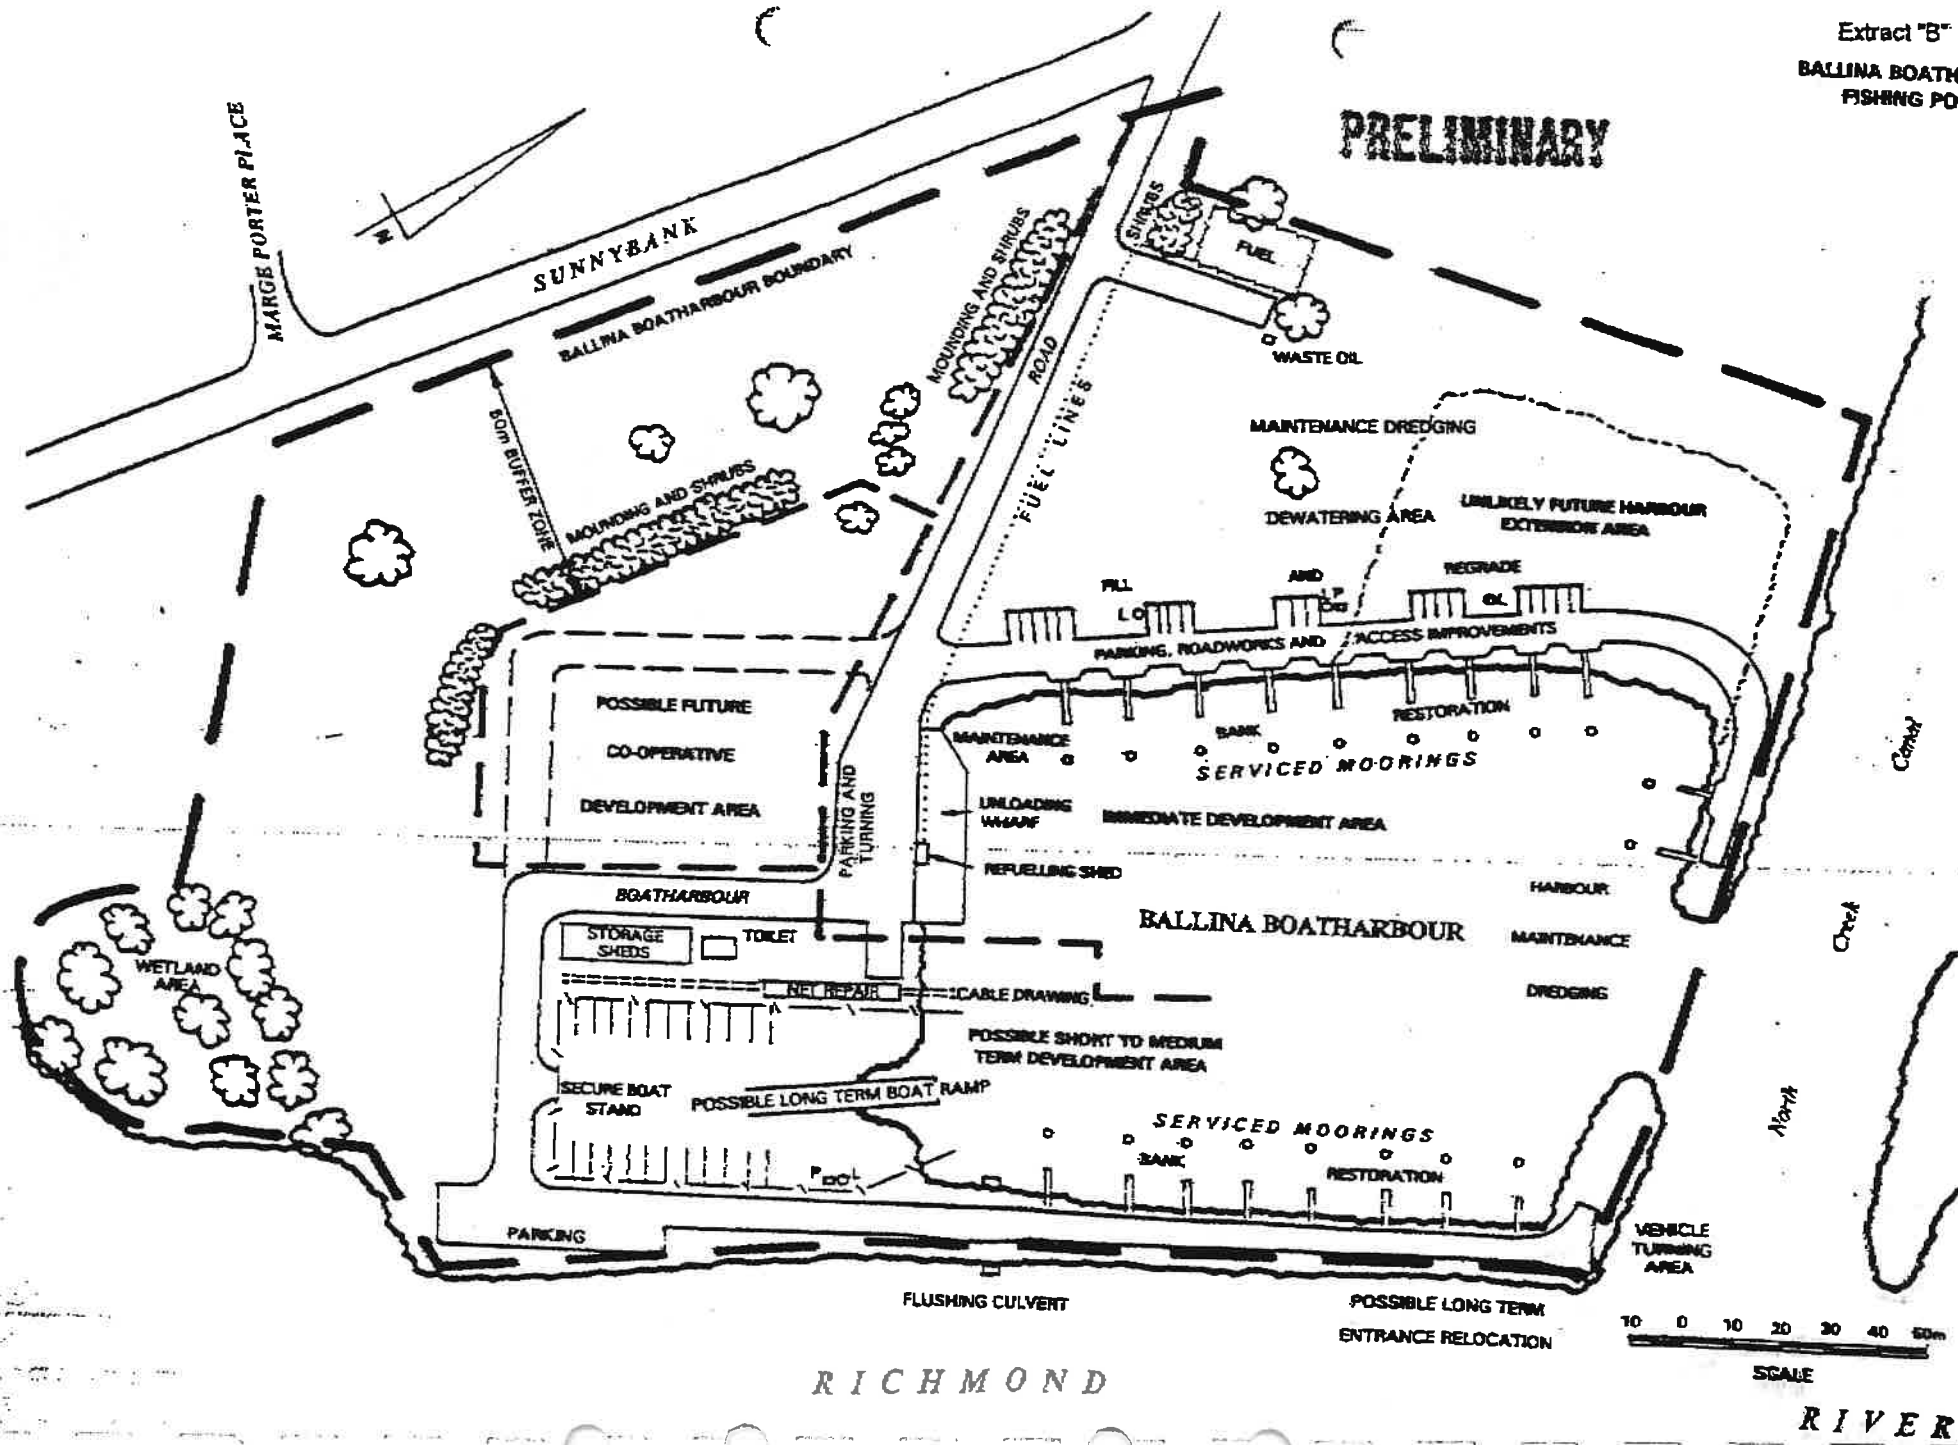 Extract "B"
BALLINA BOATH
FISHING PO
PRELIMINARY
MARGE PORTER PLACE
N
SUNNYBANK
BALLINA BOATHARBOUR BOUNDARY
MOUNDING AND SHRUBS
SHRUBS
FUEL
ROAD
WASTE OIL
FUEL LINES
MAINTENANCE DREDGING
DEWATERING AREA
UNLIKELY FUTURE HARBOUR
EXTENSION AREA
50m BUFFER ZONE
MOUNDING AND SHRUBS
FILL
AND
REGRADE
L
LP
PARKING, ROADWORKS AND ACCESS IMPROVEMENTS
POSSIBLE FUTURE
CO-OPERATIVE
DEVELOPMENT AREA
PARKING AND
TURNING
MAINTENANCE
AREA
BANK
RESTORATION
SERVICED MOORINGS
UNLOADING
WHARF
IMMEDIATE DEVELOPMENT AREA
REFUELLING SHED
BOATHARBOUR
HARBOUR
BALLINA BOATHARBOUR
MAINTENANCE
DREDGING
STORAGE
SHEDS
TOILET
NET REPAIR
CABLE DRAWING
WETLAND
AREA
POSSIBLE SHORT TO MEDIUM
TERM DEVELOPMENT AREA
SECURE BOAT
STAND
POSSIBLE LONG TERM BOAT RAMP
SERVICED MOORINGS
BANK
RESTORATION
P
L
PARKING
VEHICLE
TURNING
AREA
Canal
Creek
North
FLUSHING CULVERT
POSSIBLE LONG TERM
ENTRANCE RELOCATION
10 0 10 20 30 40 50m
SCALE
RICHMOND
RIVER